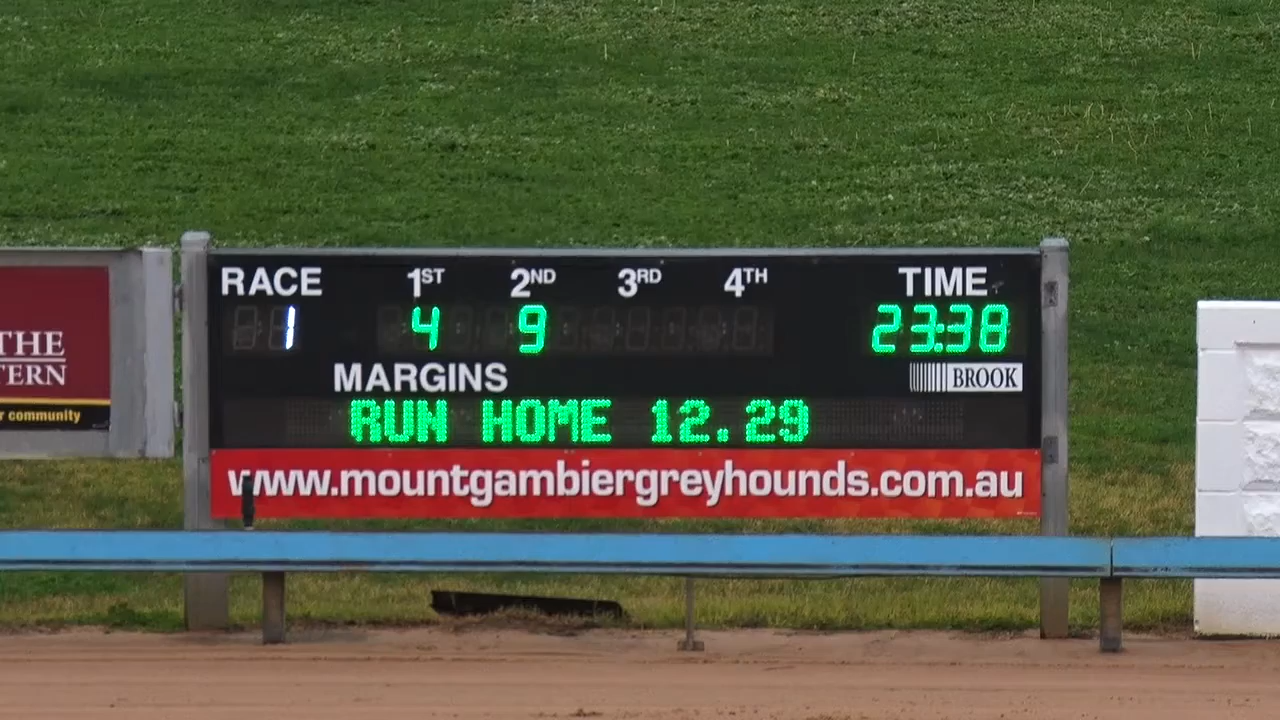 RACE 1ST 2ND 3RD 4TH TIME
1 4 9 23:38
MARGINS BROOK
RUN HOME 12.29
www.mountgambiergreyhounds.com.au
THE
TERN
r community